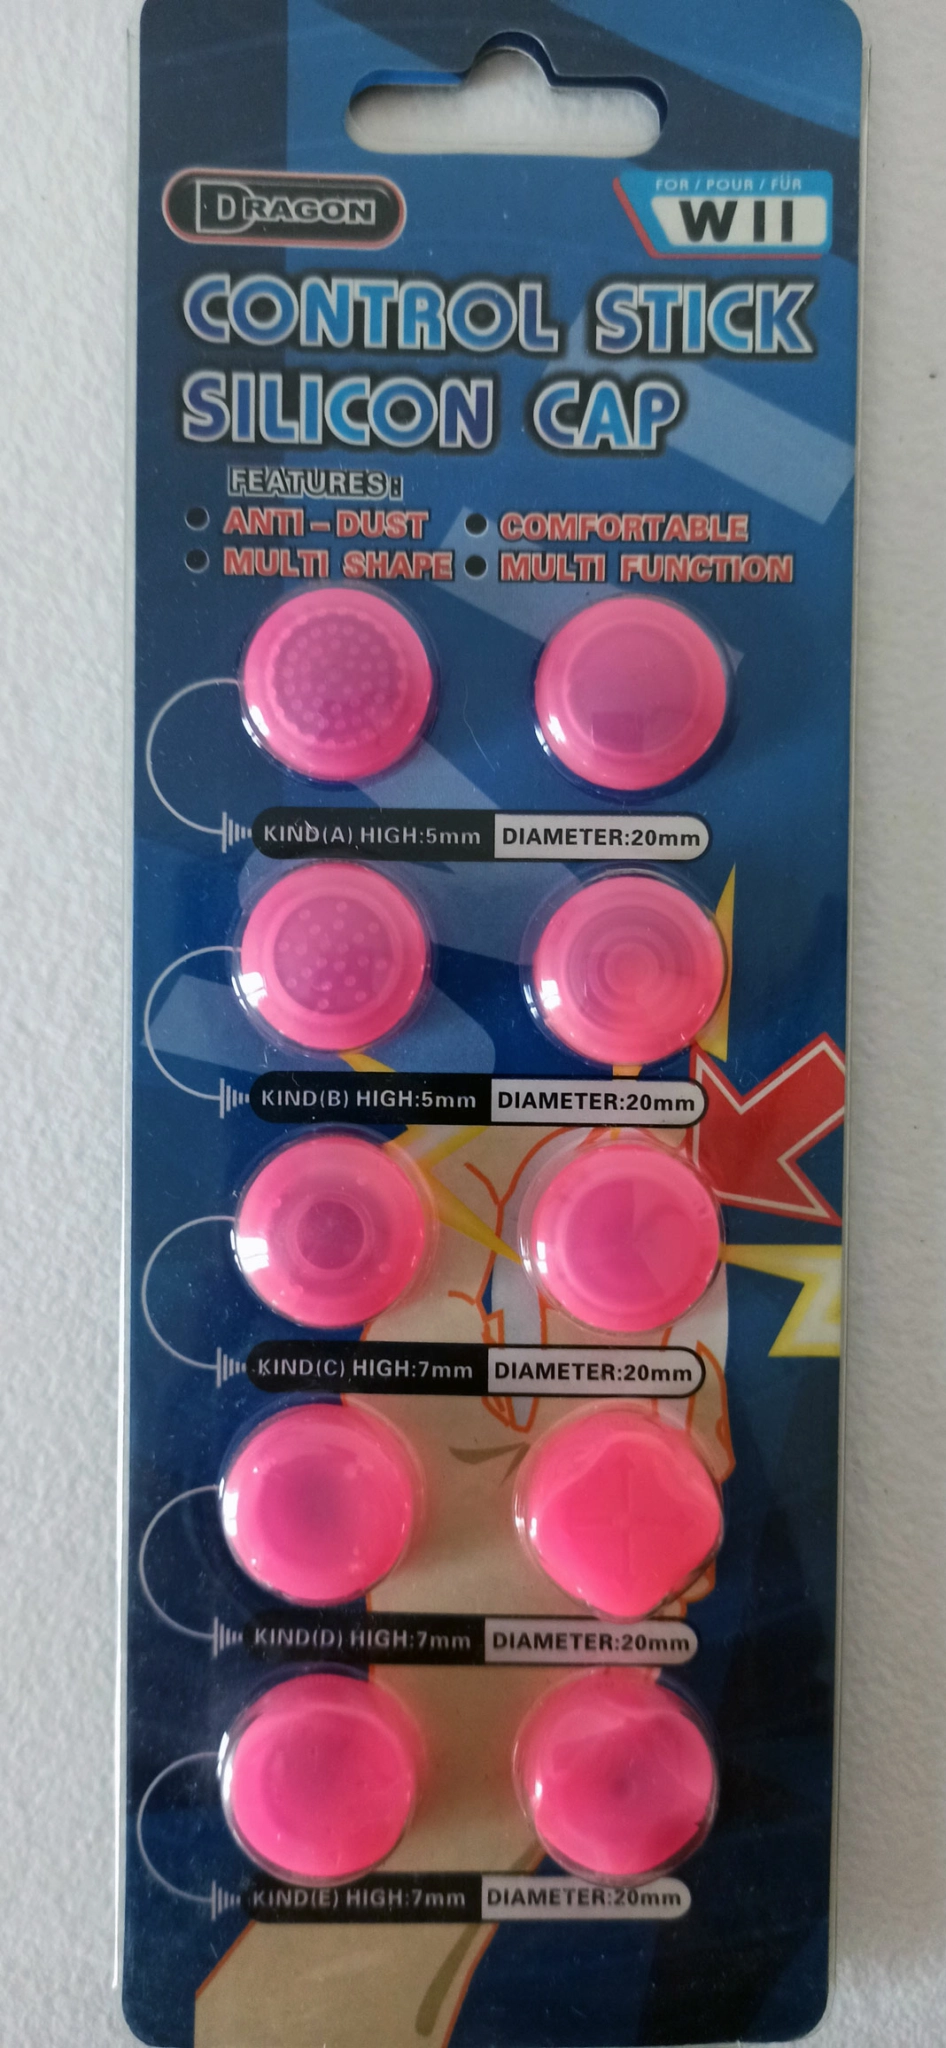 DRAGON
FOR / POUR / FÜR
WII
CONTROL STICK
SILICON CAP
FEATURES:
● ANTI-DUST ● COMFORTABLE
● MULTI SHAPE ● MULTI FUNCTION
KIND(A) HIGH:5mm DIAMETER:20mm
KIND(B) HIGH:5mm DIAMETER:20mm
KIND(C) HIGH:7mm DIAMETER:20mm
KIND(D) HIGH:7mm DIAMETER:20mm
KIND(E) HIGH:7mm DIAMETER:20mm